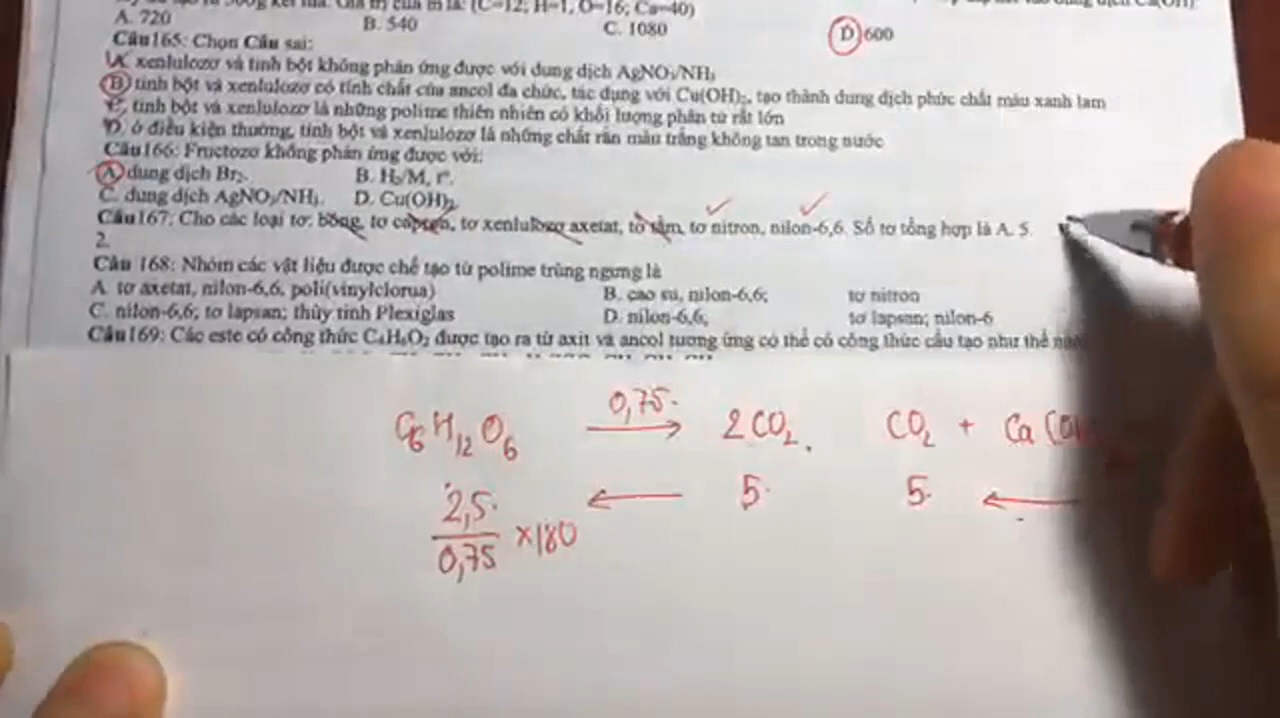 (C=12; H=1, O=16; Ca=40)
A. 720 B. 540 C. 1080 D 600
Câu165: Chọn Câu sai:
A. xenlulozơ và tinh bột không phản ứng được với dung dịch AgNO3/NH3
B tinh bột và xenlulozơ có tính chất của ancol đa chức, tác dụng với Cu(OH)2, tạo thành dung dịch phức chất màu xanh lam
C. tinh bột và xenlulozơ là những polime thiên nhiên có khối lượng phân tử rất lớn
D. ở điều kiện thường, tinh bột và xenlulozơ là những chất rắn màu trắng không tan trong nước
Câu166: Fructozơ không phản ứng được với:
A dung dịch Br2. B. H2/M, t°.
C. dung dịch AgNO3/NH3. D. Cu(OH)2
Câu167: Cho các loại tơ: bông, tơ capron, tơ xenlulozơ axetat, tơ tằm, tơ nitron, nilon-6,6. Số tơ tổng hợp là A. 5.
2.
Câu 168: Nhóm các vật liệu được chế tạo từ polime trùng ngưng là
A. tơ axetat, nilon-6,6, poli(vinylclorua) B. cao su, nilon-6,6; tơ nitron
C. nilon-6,6; tơ lapsan; thủy tinh Plexiglas D. nilon-6,6; tơ lapsan; nilon-6
Câu169: Các este có công thức C4H6O2 được tạo ra từ axit và ancol tương ứng có thể có công thức cấu tạo như thế
C6H12O6 0,75. 2CO2. CO2 + Ca(OH
2,5. 5. 5.
0,75 ×180